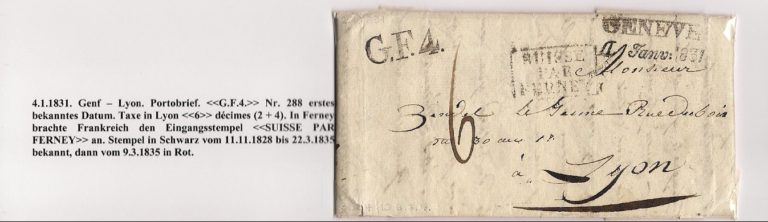 4.1.1831. Genf – Lyon. Portobrief. <<G.F.4.>> Nr. 288 erstes
bekanntes Datum. Taxe in Lyon <<6>> décimes (2 + 4). In Ferney
brachte Frankreich den Eingangsstempel <<SUISSE PAR
FERNEY>> an. Stempel in Schwarz vom 11.11.1828 bis 22.3.1835
bekannt, dann vom 9.3.1835 in Rot.
G.F.4.
GENEVE
Janv. 1831
SUISSE
PAR
FERNEY
Monsieur
6
à Lyon